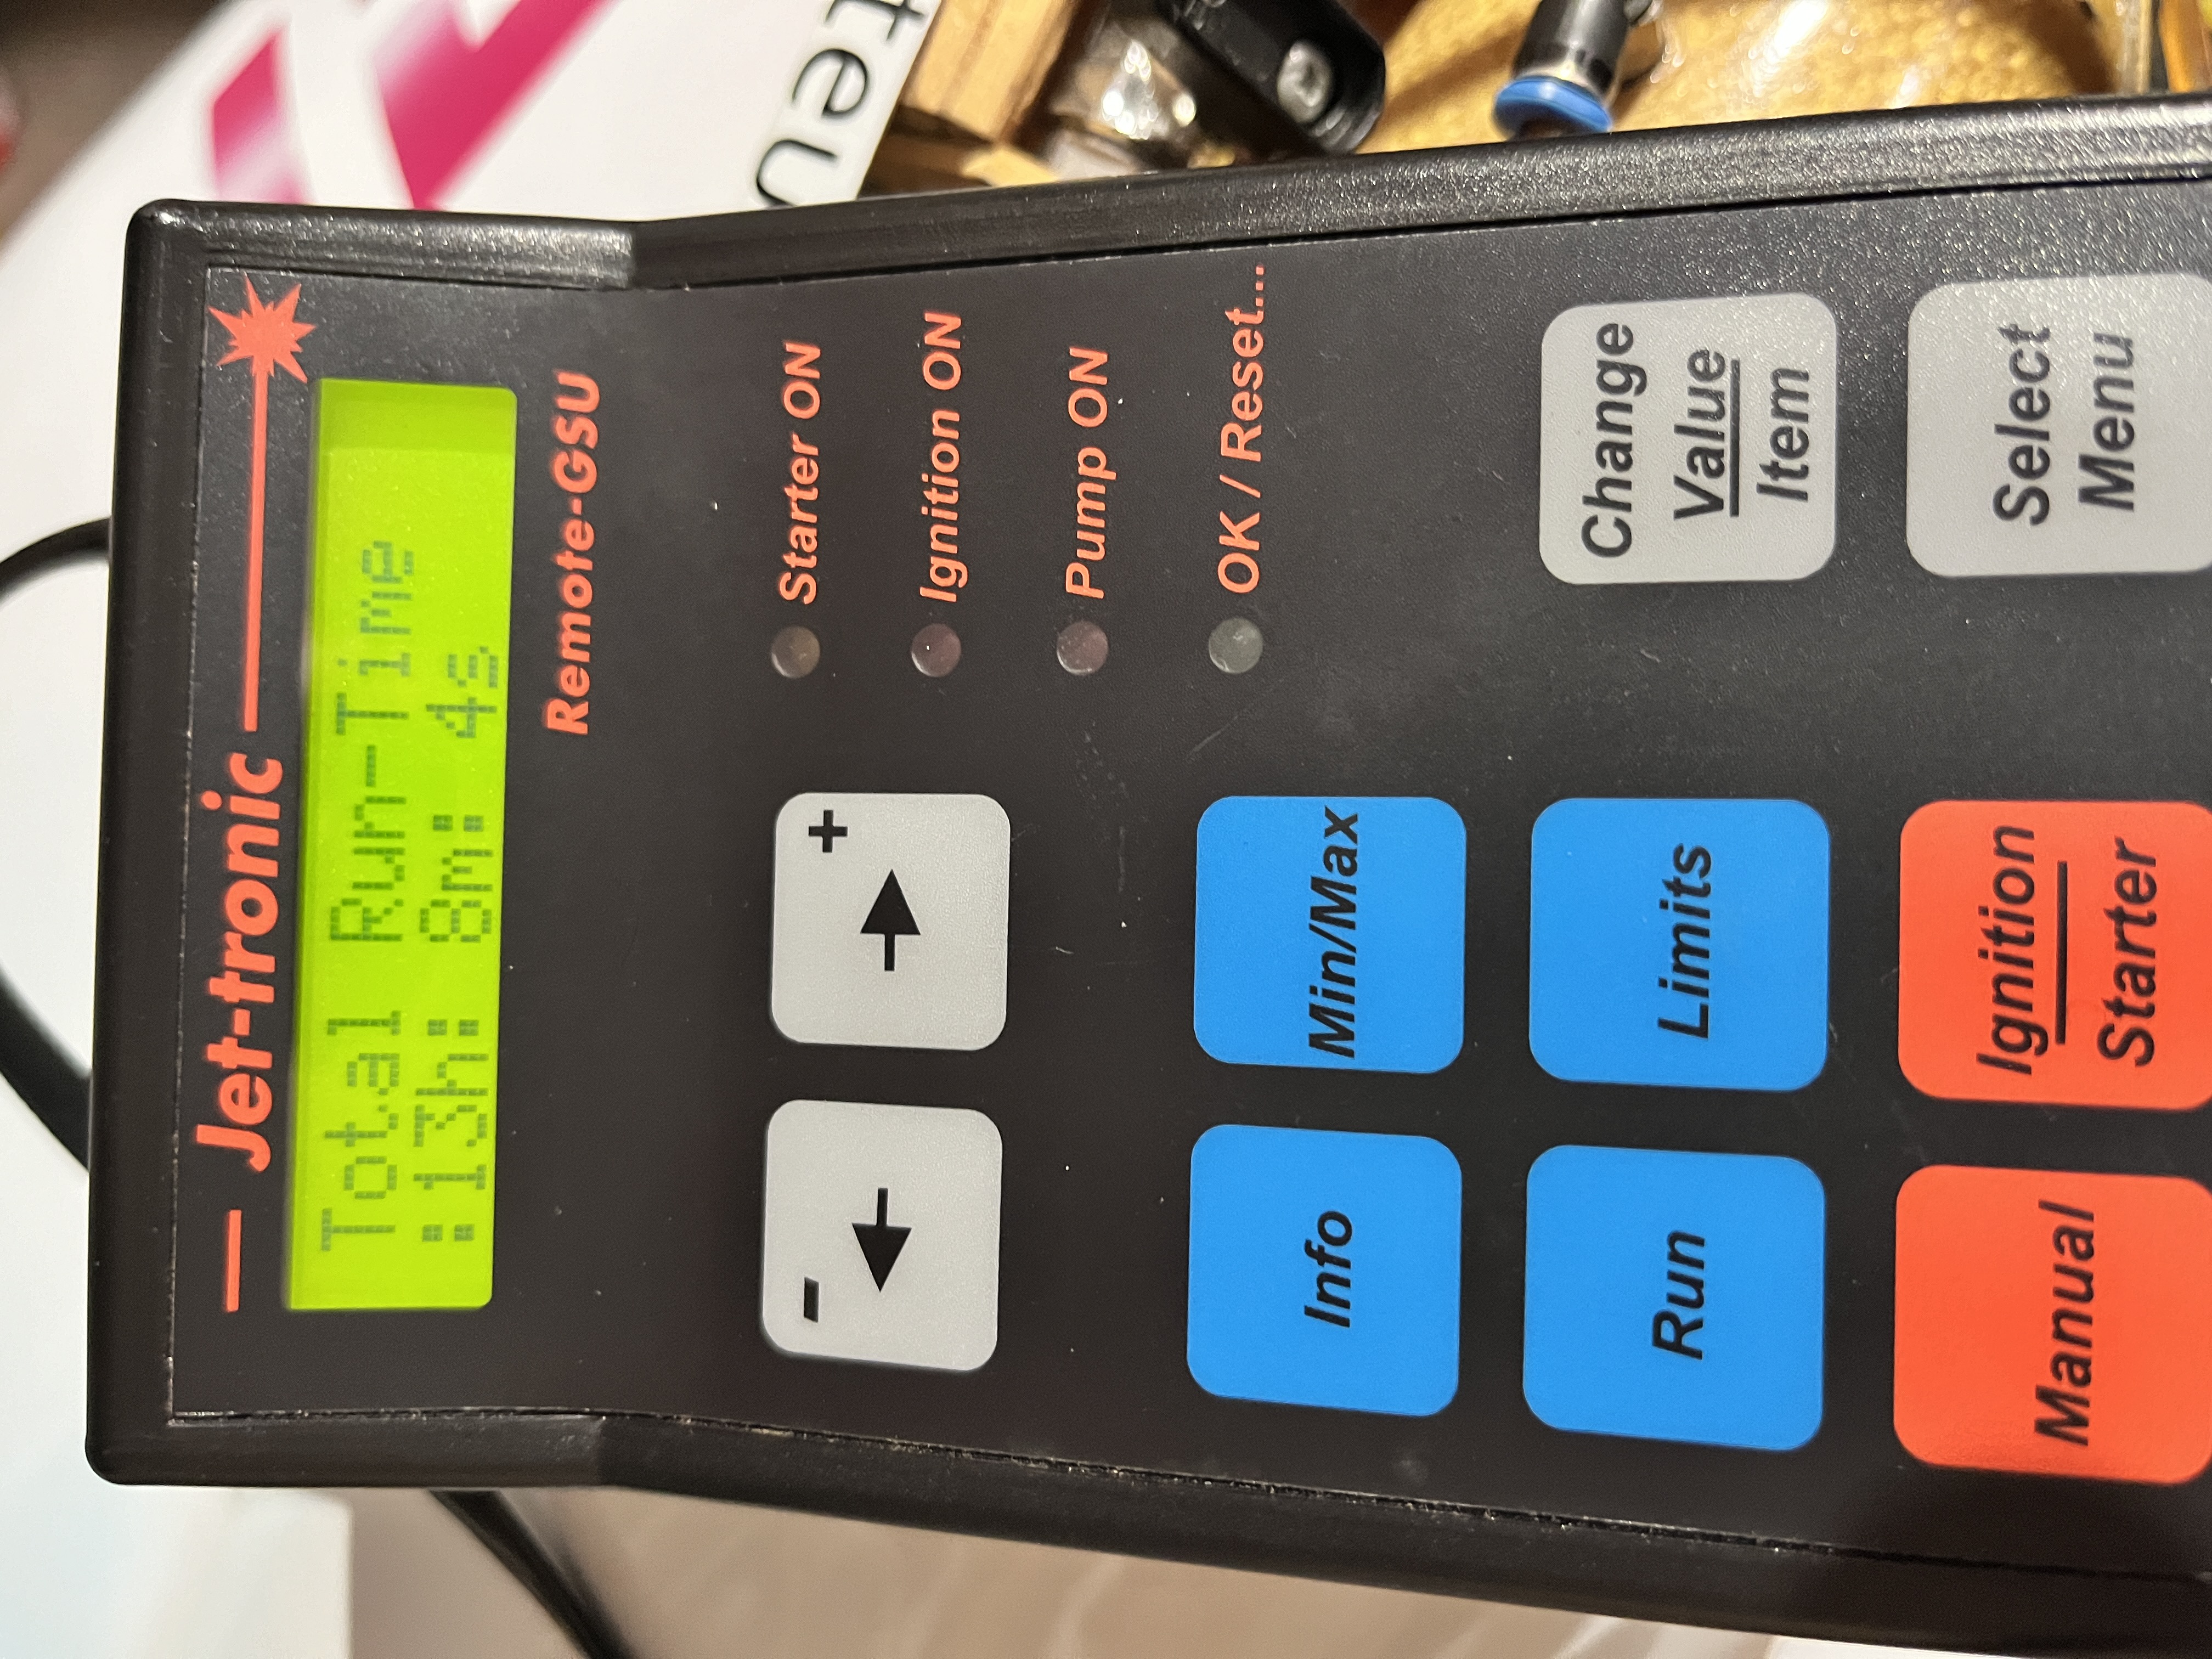 teu
Jet-tronic
Total Run-Time
:13h: 8m: 4s
Remote-GSU
Starter ON
Ignition ON
- +
Pump ON
OK / Reset...
Info
Min/Max
Change
Value
Item
Run
Limits
Manual
Ignition
Starter
Select
Menu